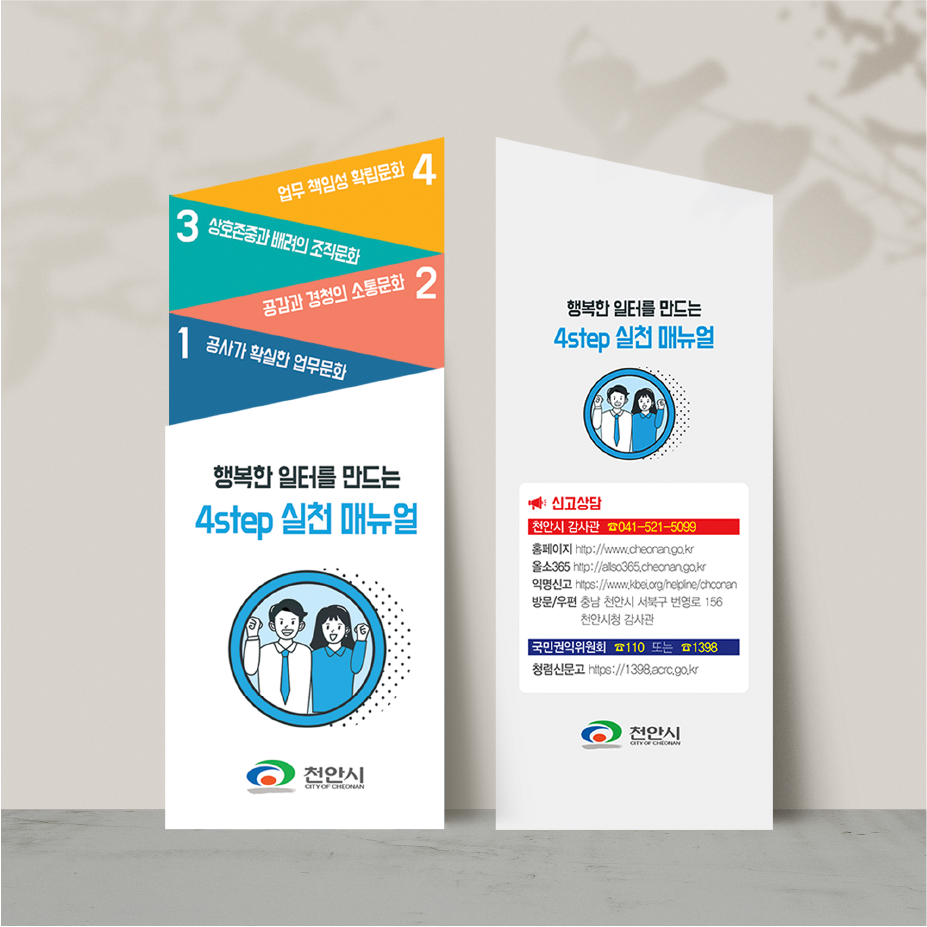 업무 책임성 확립문화 4
3 상호존중과 배려의 조직문화
공감과 경청의 소통문화 2
1 공사가 확실한 업무문화
행복한 일터를 만드는
4step 실천 매뉴얼
천안시
CITY OF CHEONAN
행복한 일터를 만드는
4step 실천 매뉴얼
신고상담
천안시 감사관 ☎041-521-5099
홈페이지 http://www.cheonan.go.kr
올소365 http://allso365.cheonan.go.kr
익명신고 https://www.kbei.org/helpline/chconan
방문/우편 충남 천안시 서북구 번영로 156
천안시청 감사관
국민권익위원회 ☎110 또는 ☎1398
청렴신문고 https://1398.acrc.go.kr
천안시
CITY OF CHEONAN